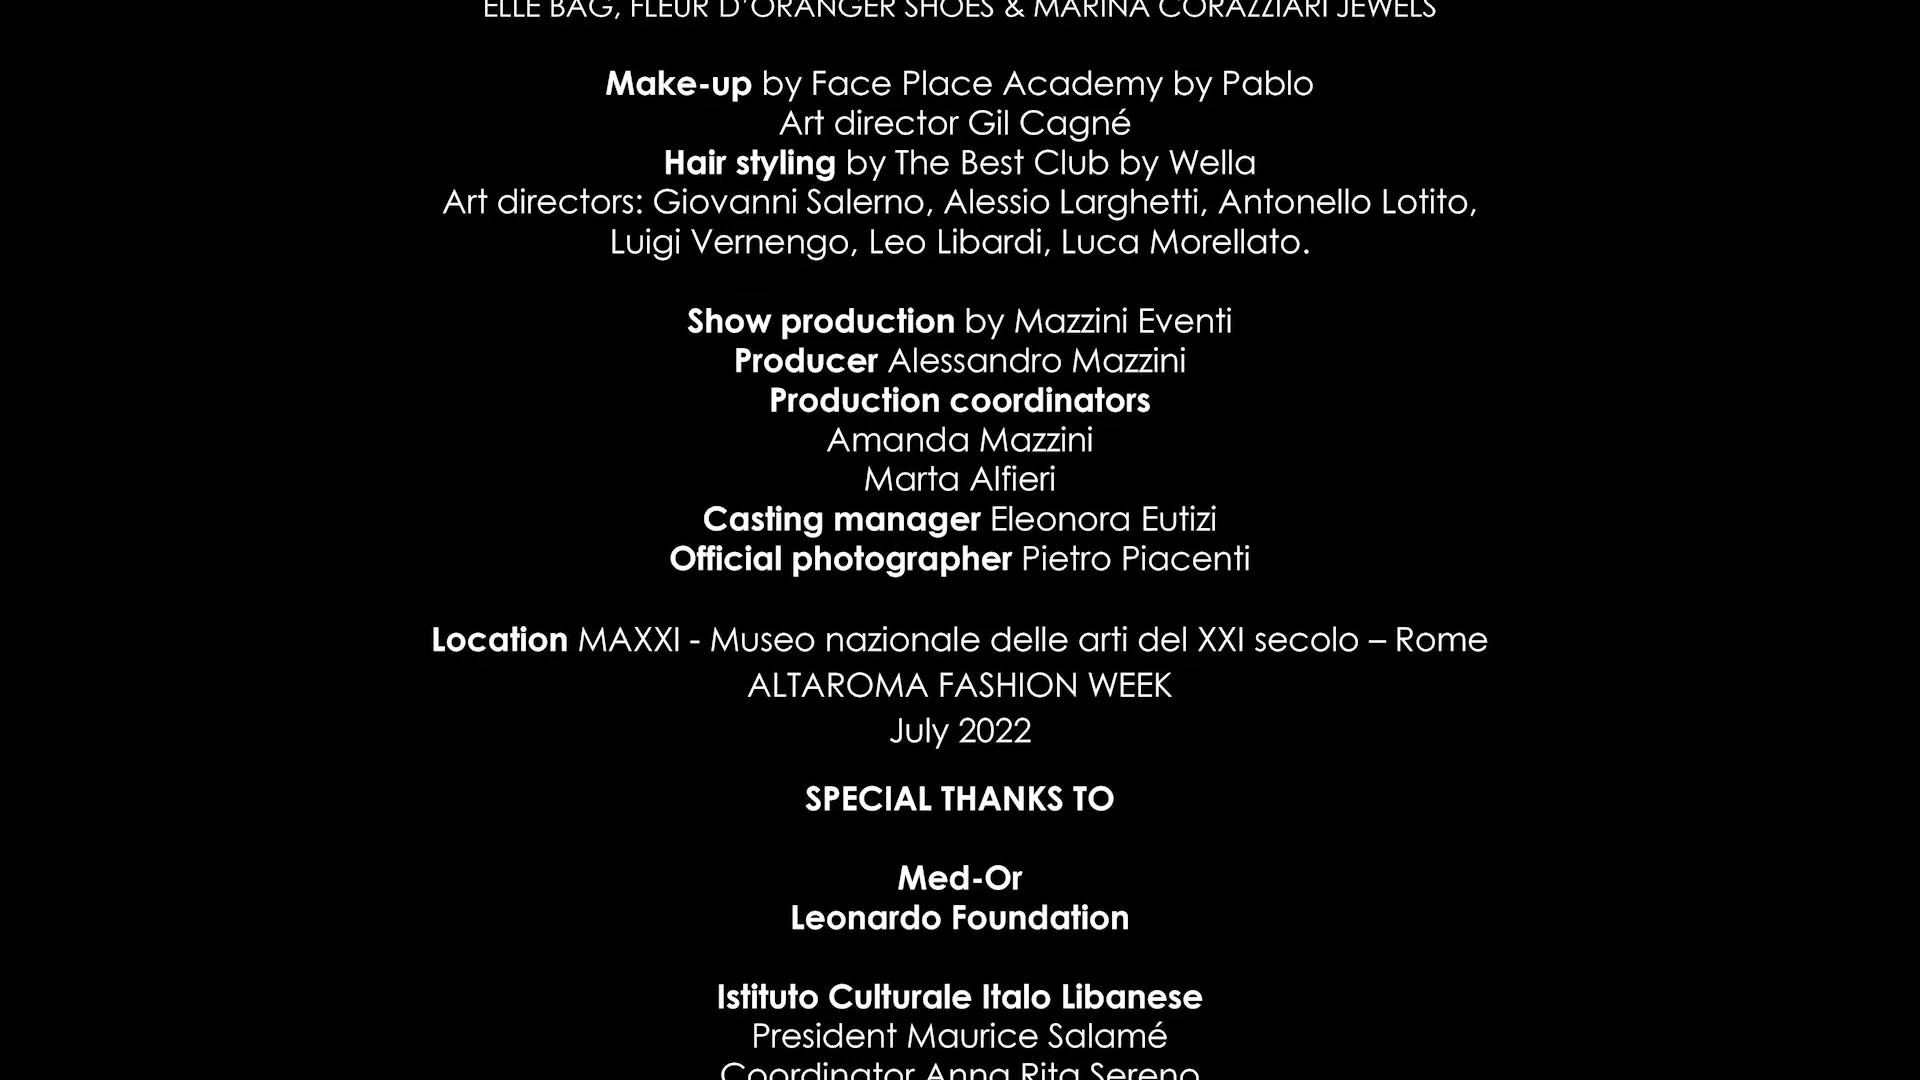 ELLE BAG, FLEUR D'ORANGER SHOES & MARINA CORAZZIARI JEWELS
Make-up by Face Place Academy by Pablo
Art director Gil Cagné
Hair styling by The Best Club by Wella
Art directors: Giovanni Salerno, Alessio Larghetti, Antonello Lotito,
Luigi Vernengo, Leo Libardi, Luca Morellato.
Show production by Mazzini Eventi
Producer Alessandro Mazzini
Production coordinators
Amanda Mazzini
Marta Alfieri
Casting manager Eleonora Eutizi
Official photographer Pietro Piacenti
Location MAXXI - Museo nazionale delle arti del XXI secolo – Rome
ALTAROMA FASHION WEEK
July 2022
SPECIAL THANKS TO
Med-Or
Leonardo Foundation
Istituto Culturale Italo Libanese
President Maurice Salamé
Coordinator Anna Rita Sereno